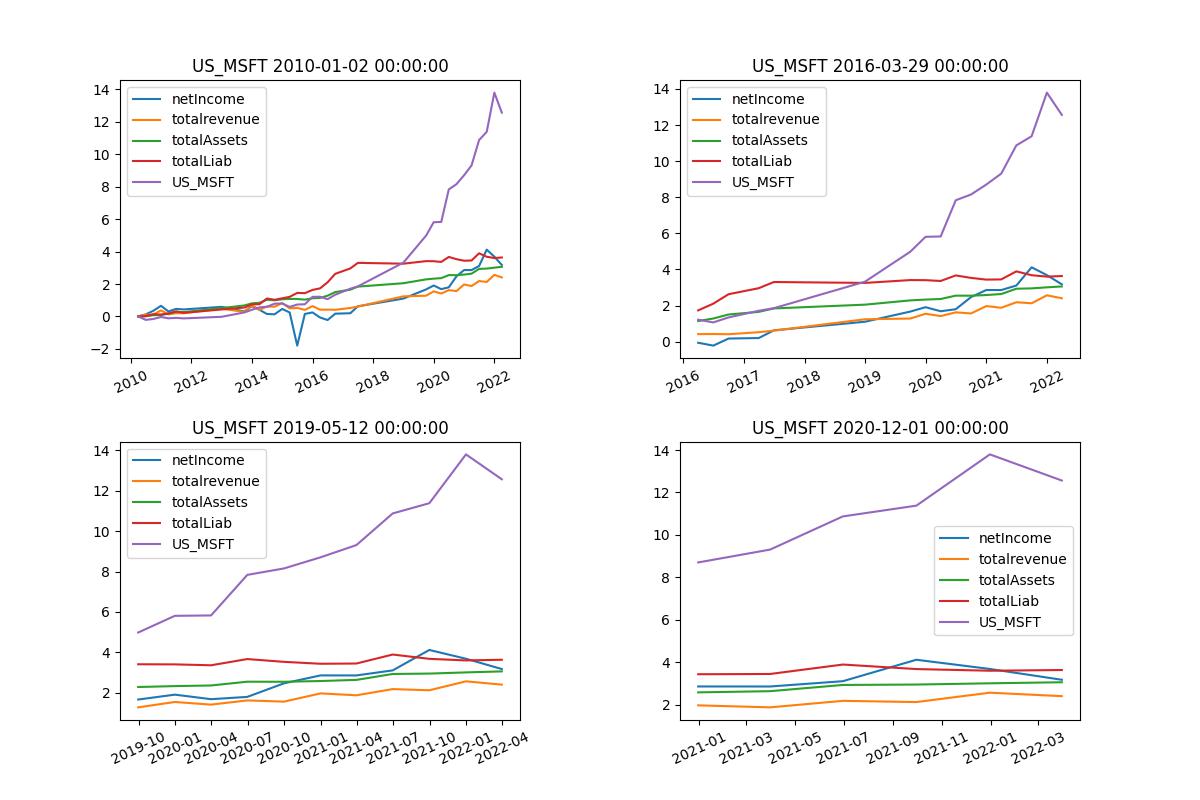 US_MSFT 2010-01-02 00:00:00
netIncome
totalrevenue
totalAssets
totalLiab
US_MSFT
14
12
10
8
6
4
2
0
−2
2010 2012 2014 2016 2018 2020 2022
US_MSFT 2016-03-29 00:00:00
netIncome
totalrevenue
totalAssets
totalLiab
US_MSFT
14
12
10
8
6
4
2
0
2016 2017 2018 2019 2020 2021 2022
US_MSFT 2019-05-12 00:00:00
netIncome
totalrevenue
totalAssets
totalLiab
US_MSFT
14
12
10
8
6
4
2
2019-10 2020-01 2020-04 2020-07 2020-10 2021-01 2021-04 2021-07 2021-10 2022-01 2022-04
US_MSFT 2020-12-01 00:00:00
14
12
10
8
6
4
2
netIncome
totalrevenue
totalAssets
totalLiab
US_MSFT
2021-01 2021-03 2021-05 2021-07 2021-09 2021-11 2022-01 2022-03